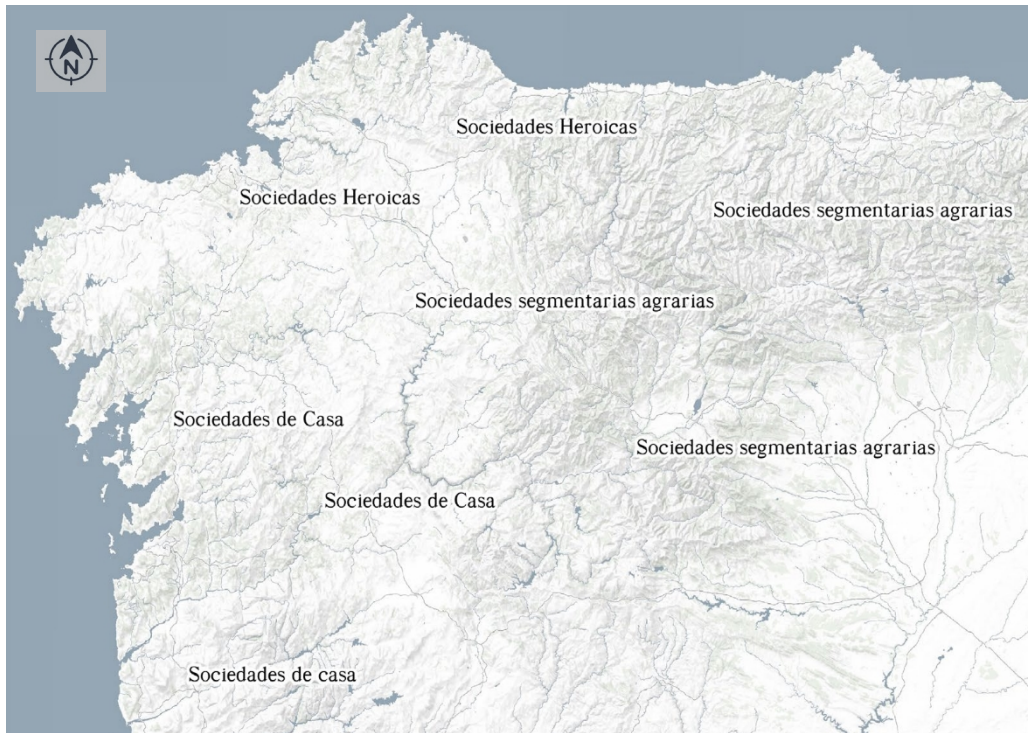 N
Sociedades Heroicas
Sociedades Heroicas
Sociedades segmentarias agrarias
Sociedades segmentarias agrarias
Sociedades de Casa
Sociedades segmentarias agrarias
Sociedades de Casa
Sociedades de casa